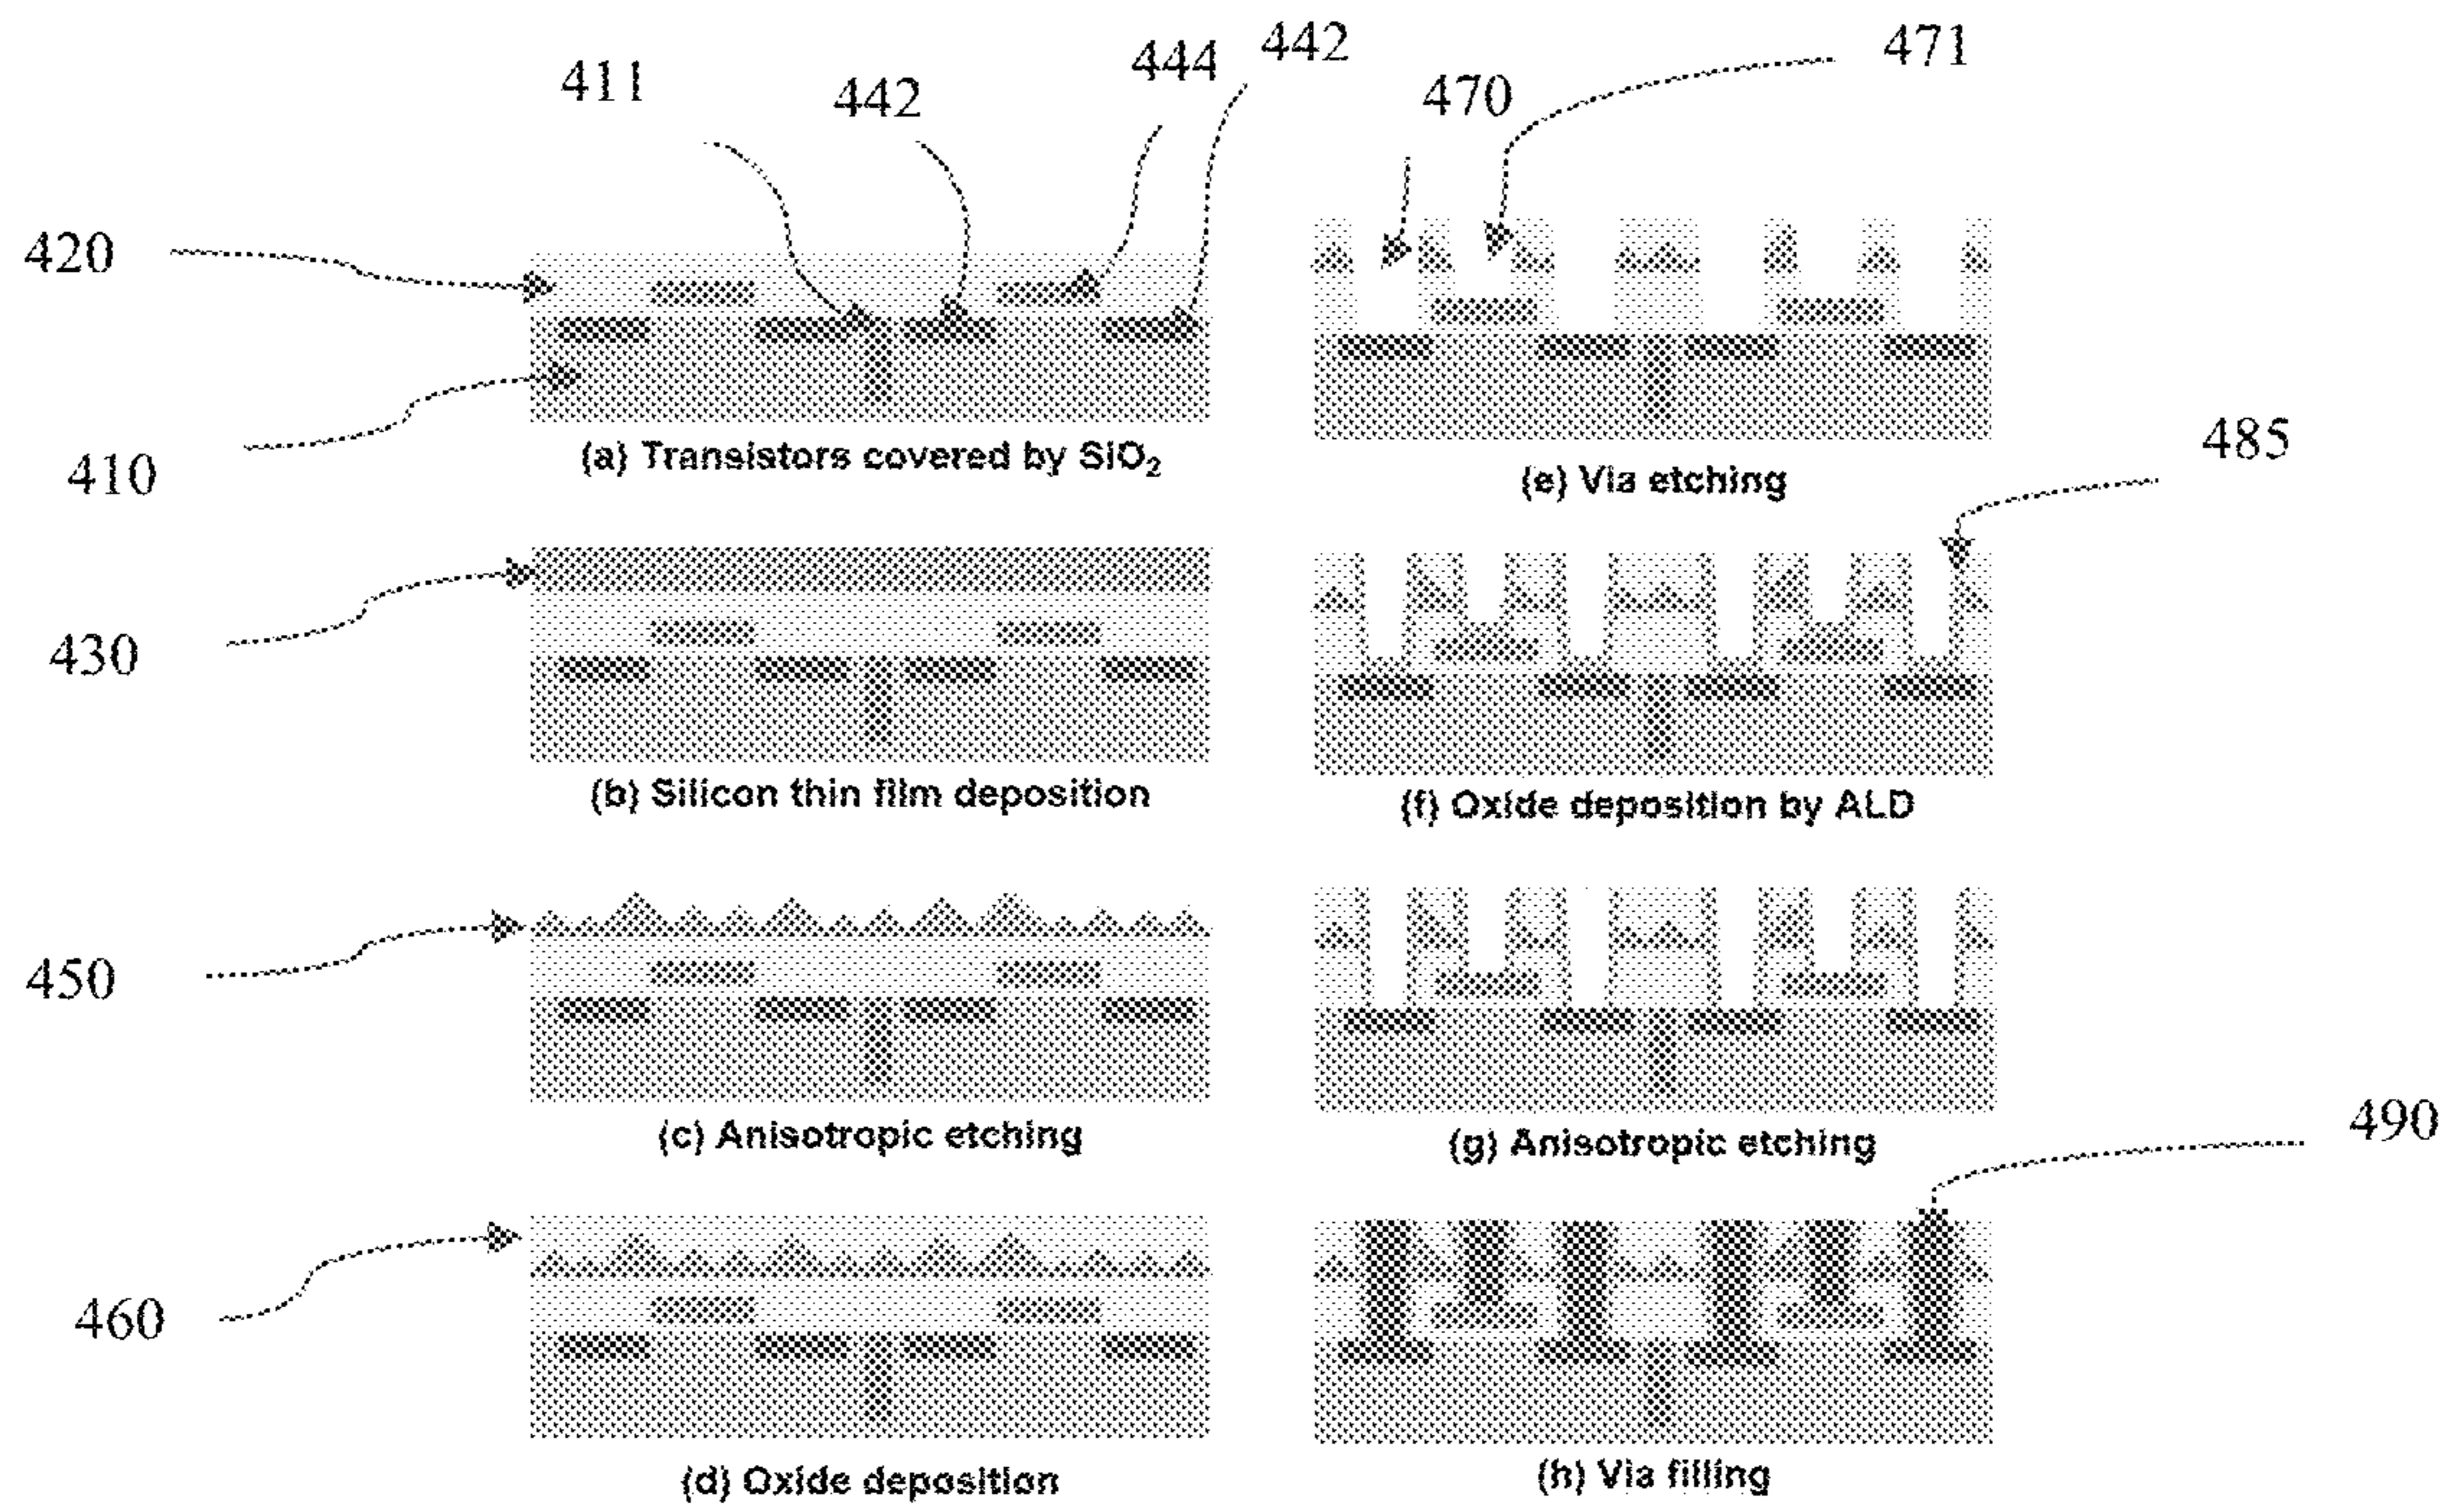 411
442
444
442
420
410
(a) Transistors covered by SiO₂
430
(b) Silicon thin film deposition
450
(c) Anisotropic etching
460
(d) Oxide deposition
470
471
(e) Via etching
485
(f) Oxide deposition by ALD
(g) Anisotropic etching
490
(h) Via filling